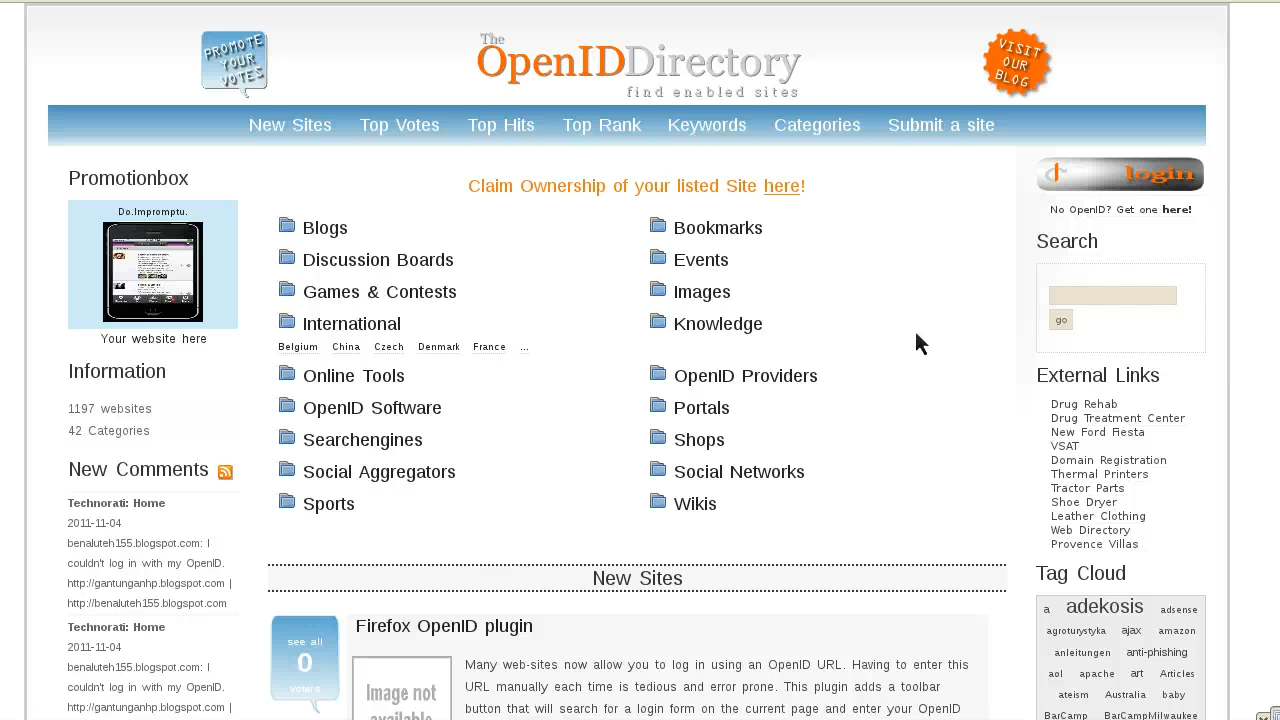 PROMOTE YOUR VOTES
The
OpenIDDirectory
find enabled sites
VISIT OUR BLOG
New Sites Top Votes Top Hits Top Rank Keywords Categories Submit a site
Promotionbox
Do.Impromptu.
Your website here
Information
1197 websites
42 Categories
New Comments
Technorati: Home
2011-11-04
benaluteh155.blogspot.com: I
couldn't log in with my OpenID.
http://gantunganhp.blogspot.com |
http://benaluteh155.blogspot.com
Technorati: Home
2011-11-04
benaluteh155.blogspot.com: I
couldn't log in with my OpenID.
http://gantunganhp.blogspot.com |
Claim Ownership of your listed Site here!
Blogs Bookmarks
Discussion Boards Events
Games & Contests Images
International Knowledge
Belgium China Czech Denmark France ...
Online Tools OpenID Providers
OpenID Software Portals
Searchengines Shops
Social Aggregators Social Networks
Sports Wikis
New Sites
see all
0
voters
Firefox OpenID plugin
Image not
available
Many web-sites now allow you to log in using an OpenID URL. Having to enter this
URL manually each time is tedious and error prone. This plugin adds a toolbar
button that will search for a login form on the current page and enter your OpenID
login
No OpenID? Get one here!
Search
go
External Links
Drug Rehab
Drug Treatment Center
New Ford Fiesta
VSAT
Domain Registration
Thermal Printers
Tractor Parts
Shoe Dryer
Leather Clothing
Web Directory
Provence Villas
Tag Cloud
a adekosis adsense
agroturystyka ajax amazon
anleitungen anti-phishing
aol apache art Articles
ateism Australia baby
BarCamp BarCampMilwaukee